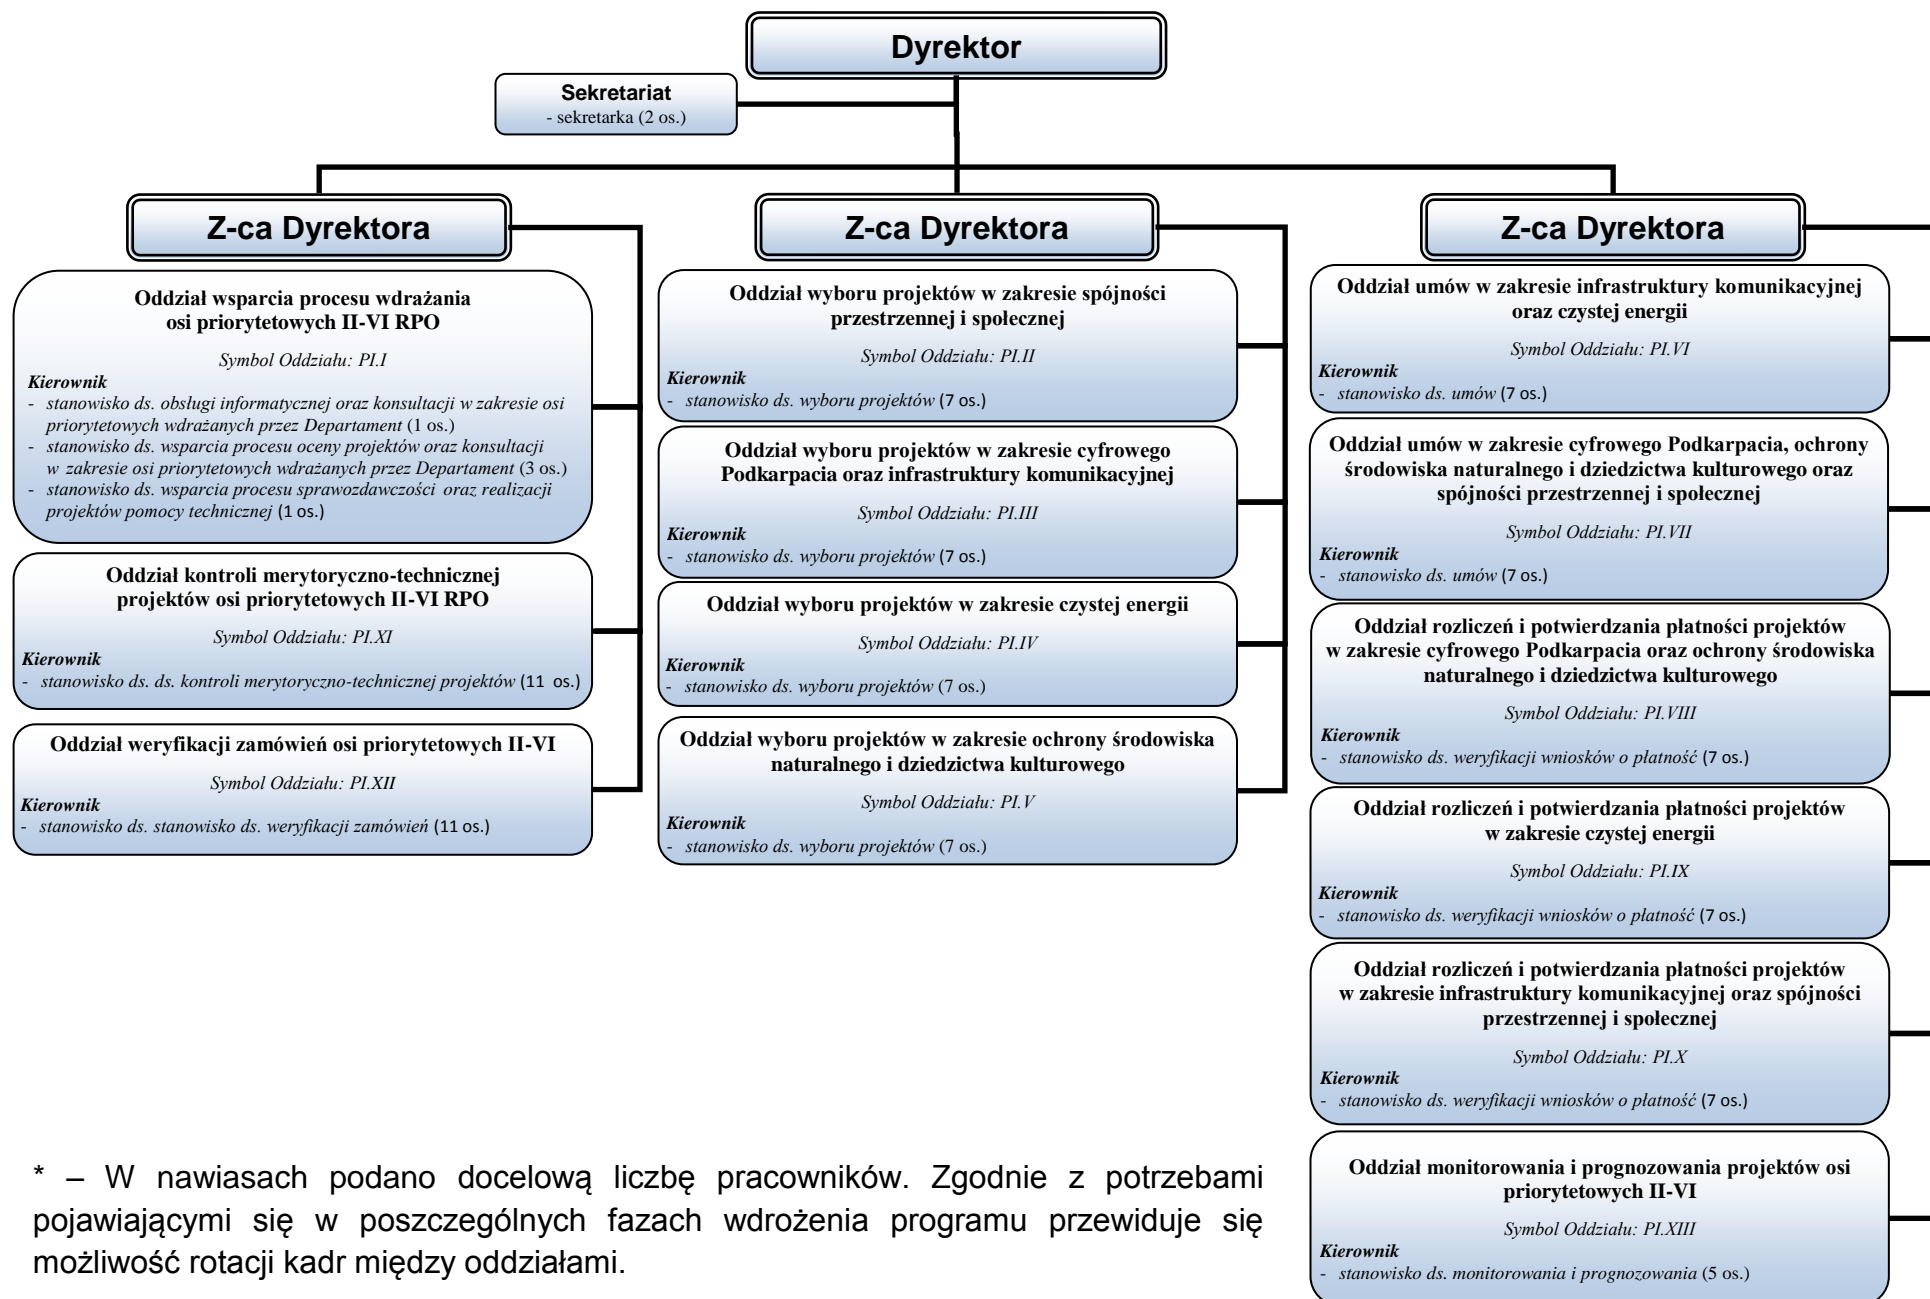 Dyrektor
Sekretariat
- sekretarka (2 os.)
Z-ca Dyrektora
Oddział wsparcia procesu wdrażania
osi priorytetowych II-VI RPO
Symbol Oddziału: PI.I
Kierownik
- stanowisko ds. obsługi informatycznej oraz konsultacji w zakresie osi
priorytetowych wdrażanych przez Departament (1 os.)
- stanowisko ds. wsparcia procesu oceny projektów oraz konsultacji
w zakresie osi priorytetowych wdrażanych przez Departament (3 os.)
- stanowisko ds. wsparcia procesu sprawozdawczości oraz realizacji
projektów pomocy technicznej (1 os.)
Oddział kontroli merytoryczno-technicznej
projektów osi priorytetowych II-VI RPO
Symbol Oddziału: PI.XI
Kierownik
- stanowisko ds. ds. kontroli merytoryczno-technicznej projektów (11 os.)
Oddział weryfikacji zamówień osi priorytetowych II-VI
Symbol Oddziału: PI.XII
Kierownik
- stanowisko ds. stanowisko ds. weryfikacji zamówień (11 os.)
Z-ca Dyrektora
Oddział wyboru projektów w zakresie spójności
przestrzennej i społecznej
Symbol Oddziału: PI.II
Kierownik
- stanowisko ds. wyboru projektów (7 os.)
Oddział wyboru projektów w zakresie cyfrowego
Podkarpacia oraz infrastruktury komunikacyjnej
Symbol Oddziału: PI.III
Kierownik
- stanowisko ds. wyboru projektów (7 os.)
Oddział wyboru projektów w zakresie czystej energii
Symbol Oddziału: PI.IV
Kierownik
- stanowisko ds. wyboru projektów (7 os.)
Oddział wyboru projektów w zakresie ochrony środowiska
naturalnego i dziedzictwa kulturowego
Symbol Oddziału: PI.V
Kierownik
- stanowisko ds. wyboru projektów (7 os.)
Z-ca Dyrektora
Oddział umów w zakresie infrastruktury komunikacyjnej
oraz czystej energii
Symbol Oddziału: PI.VI
Kierownik
- stanowisko ds. umów (7 os.)
Oddział umów w zakresie cyfrowego Podkarpacia, ochrony
środowiska naturalnego i dziedzictwa kulturowego oraz
spójności przestrzennej i społecznej
Symbol Oddziału: PI.VII
Kierownik
- stanowisko ds. umów (7 os.)
Oddział rozliczeń i potwierdzania płatności projektów
w zakresie cyfrowego Podkarpacia oraz ochrony środowiska
naturalnego i dziedzictwa kulturowego
Symbol Oddziału: PI.VIII
Kierownik
- stanowisko ds. weryfikacji wniosków o płatność (7 os.)
Oddział rozliczeń i potwierdzania płatności projektów
w zakresie czystej energii
Symbol Oddziału: PI.IX
Kierownik
- stanowisko ds. weryfikacji wniosków o płatność (7 os.)
Oddział rozliczeń i potwierdzania płatności projektów
w zakresie infrastruktury komunikacyjnej oraz spójności
przestrzennej i społecznej
Symbol Oddziału: PI.X
Kierownik
- stanowisko ds. weryfikacji wniosków o płatność (7 os.)
Oddział monitorowania i prognozowania projektów osi
priorytetowych II-VI
Symbol Oddziału: PI.XIII
Kierownik
- stanowisko ds. monitorowania i prognozowania (5 os.)
* – W nawiasach podano docelową liczbę pracowników. Zgodnie z potrzebami
pojawiającymi się w poszczególnych fazach wdrożenia programu przewiduje się
możliwość rotacji kadr między oddziałami.